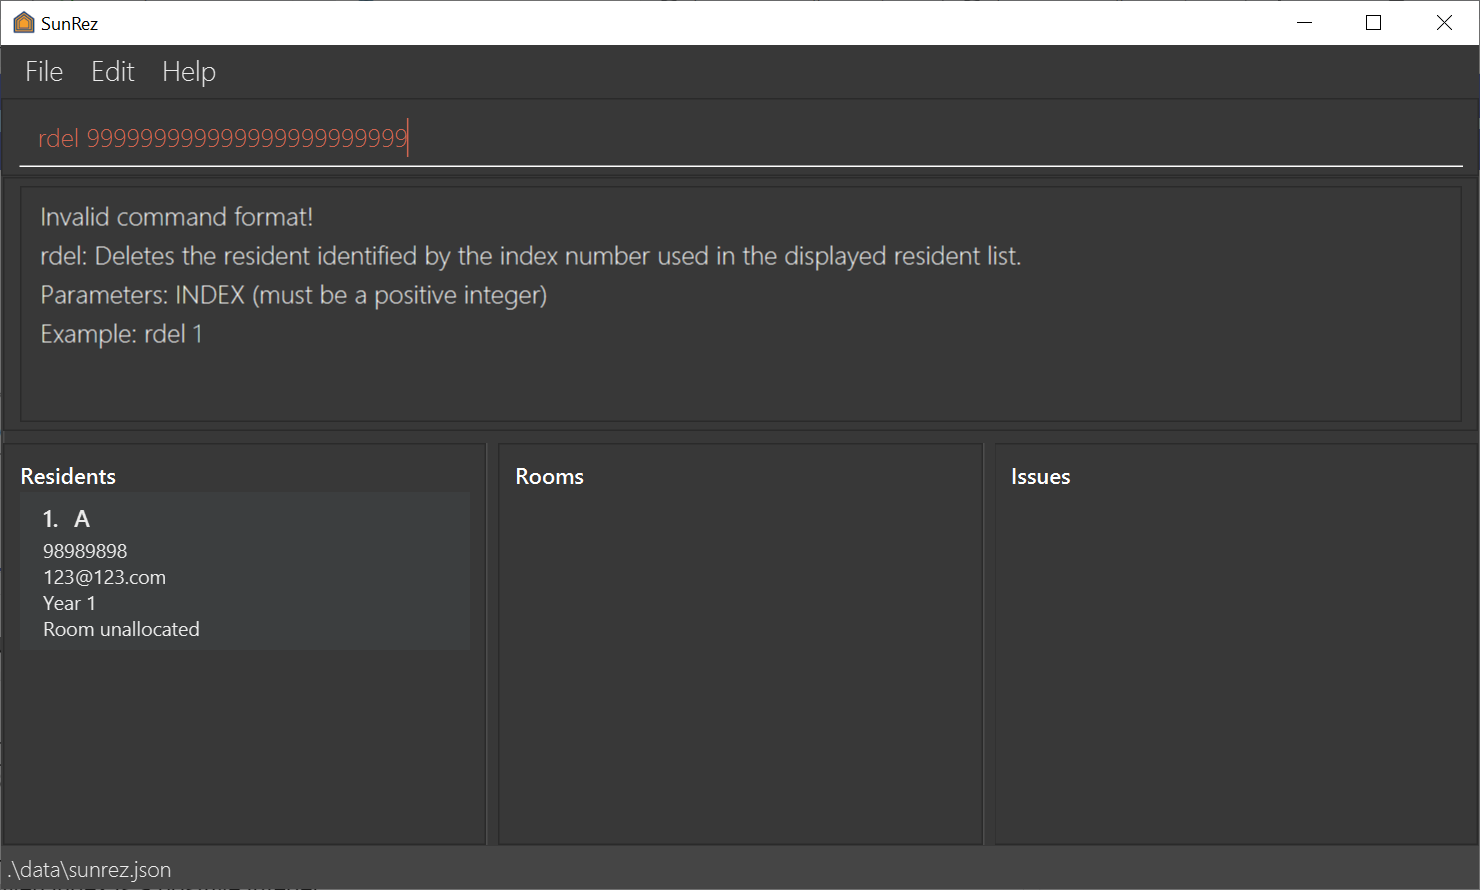 SunRez
File Edit Help
rdel 999999999999999999999999
Invalid command format!
rdel: Deletes the resident identified by the index number used in the displayed resident list.
Parameters: INDEX (must be a positive integer)
Example: rdel 1
Residents
1. A
98989898
123@123.com
Year 1
Room unallocated
Rooms
Issues
.\data\sunrez.json